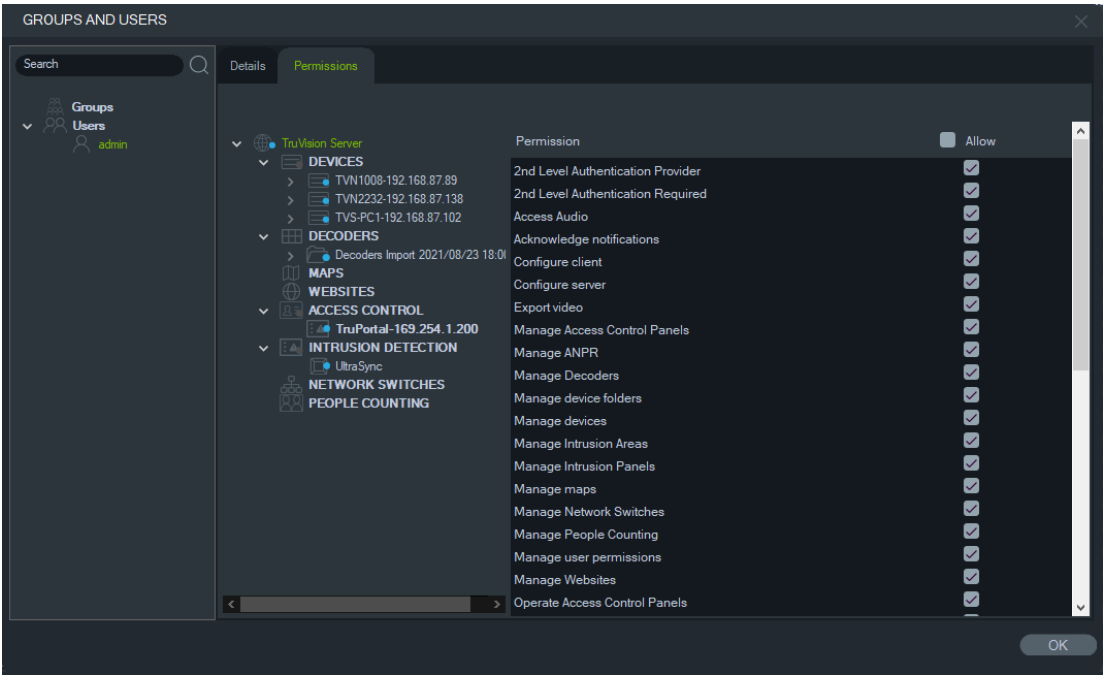 GROUPS AND USERS
Search
Groups
Users
admin
Details
Permissions
TruVision Server
DEVICES
TVN1008-192.168.87.89
TVN2232-192.168.87.138
TVS-PC1-192.168.87.102
DECODERS
Decoders Import 2021/08/23 18:0
MAPS
WEBSITES
ACCESS CONTROL
TruPortal-169.254.1.200
INTRUSION DETECTION
UltraSync
NETWORK SWITCHES
PEOPLE COUNTING
Permission Allow
2nd Level Authentication Provider
2nd Level Authentication Required
Access Audio
Acknowledge notifications
Configure client
Configure server
Export video
Manage Access Control Panels
Manage ANPR
Manage Decoders
Manage device folders
Manage devices
Manage Intrusion Areas
Manage Intrusion Panels
Manage maps
Manage Network Switches
Manage People Counting
Manage user permissions
Manage Websites
Operate Access Control Panels
OK